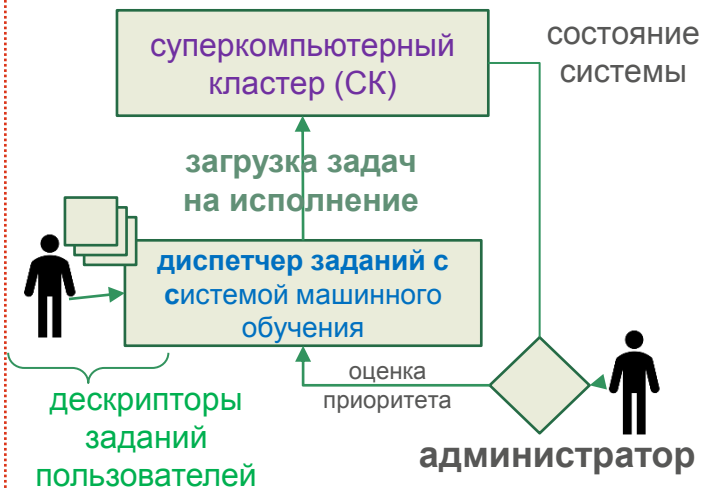 суперкомпьютерный
кластер (СК)
состояние
системы
загрузка задач
на исполнение
диспетчер заданий с
системой машинного
обучения
оценка
приоритета
дескрипторы
заданий
пользователей
администратор